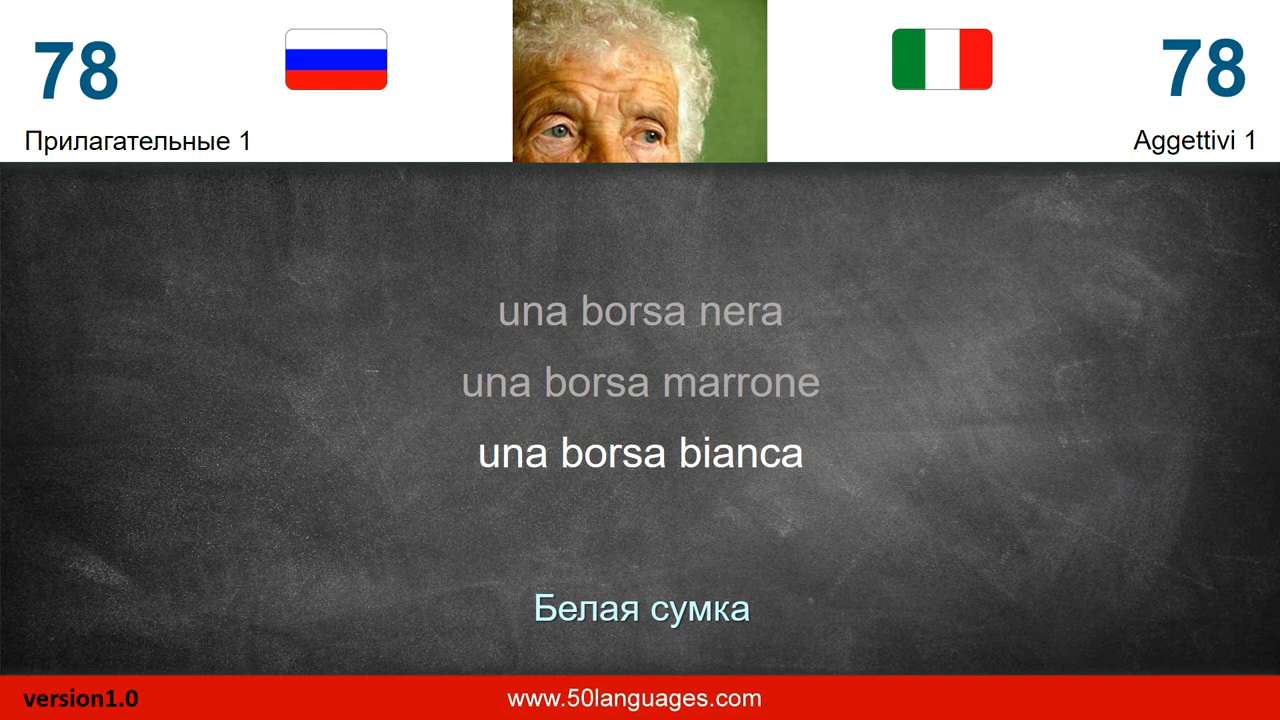 78
78
Прилагательные 1
Aggettivi 1
una borsa nera
una borsa marrone
una borsa bianca
Белая сумка
version1.0
www.50languages.com